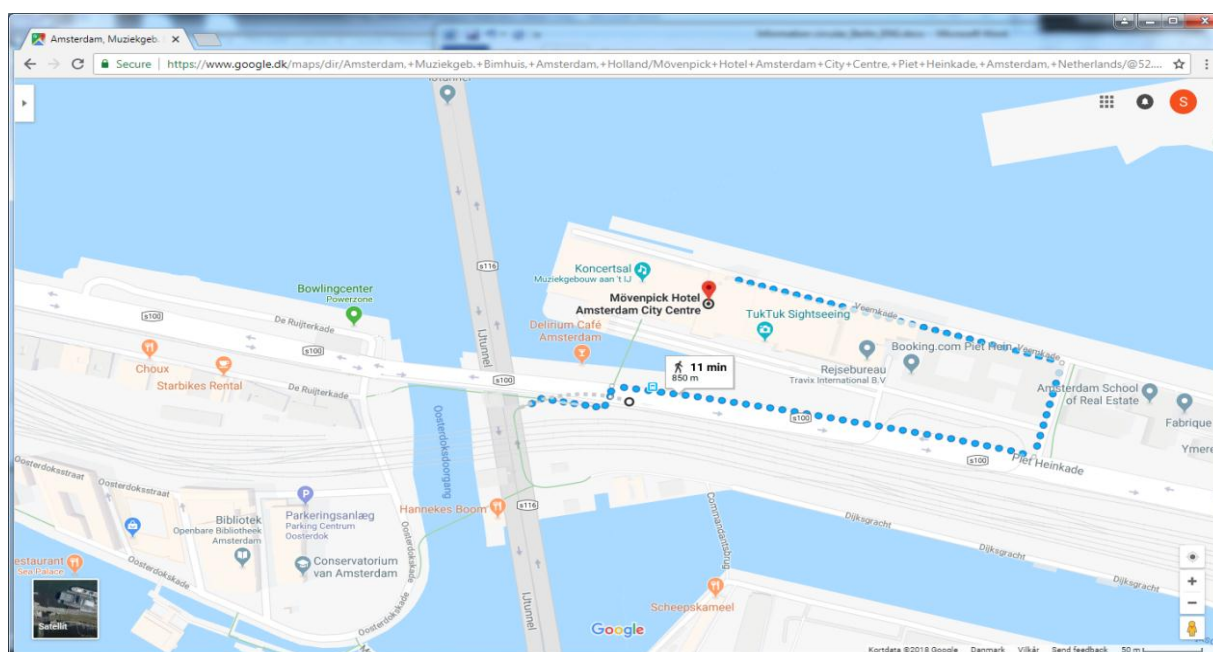 Amsterdam, Muziekgeb.
Secure
https://www.google.dk/maps/dir/Amsterdam,+Muziekgeb.+Bimhuis,+Amsterdam,+Holland/Mövenpick+Hotel+Amsterdam+City+Centre,+Piet+Heinkade,+Amsterdam,+Netherlands/@52....
S
IJtunnel
s116
Koncertsal
Muziekgebouw aan 't IJ
Mövenpick Hotel
Amsterdam City Centre
Veemkade
TukTuk Sightseeing
Bowlingcenter
Powerzone
De Ruijterkade
s100
Delirium Café
Amsterdam
Booking.com Piet Hein
Veemkade
Rejsebureau
Travix International B.V
Choux
Starbikes Rental
s100
IJtunnel
s100
11 min
850 m
Amsterdam School
of Real Estate
De Ruijterkade
Fabrique
s100
Ymere
Oosterdoksdoorgang
s100
Piet Heinkade
Oosterdoksstraat
Oosterdoksstraat
Parkeringsanlæg
Parking Centrum
Oosterdok
Hannekes Boom
s116
Bibliotek
Openbare Bibliotheek
Amsterdam
Oosterdokskade
Commandantsbrug
Dijksgracht
Dijksgracht
Dijksgracht
Conservatorium
van Amsterdam
estaurant
Sea Palace
Oosterdokskade
Oosterdokskade
IJtunnel
Scheepskameel
Satellit
Google
Kortdata ©2018 Google Danmark Vilkår Send feedback 50 m